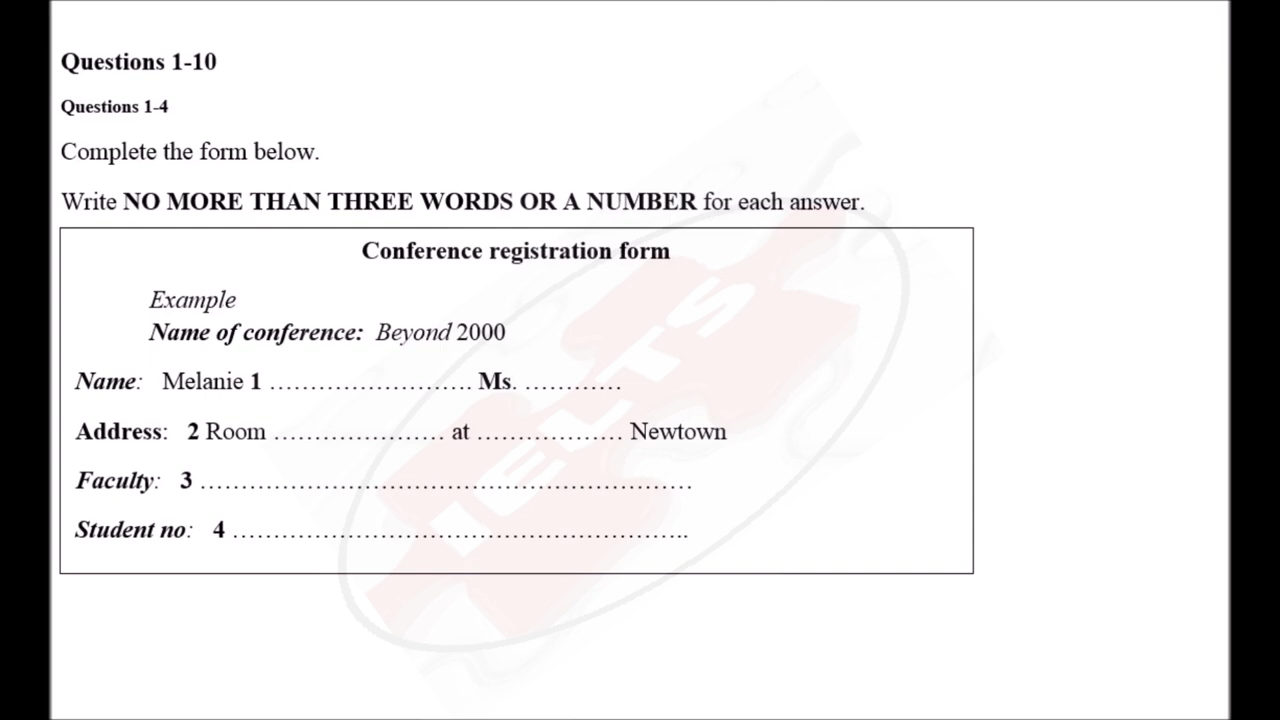 Questions 1-10
Questions 1-4
Complete the form below.
Write NO MORE THAN THREE WORDS OR A NUMBER for each answer.
Conference registration form
Example
Name of conference: Beyond 2000
Name: Melanie 1 ......................... Ms. ............
Address: 2 Room ..................... at .................. Newtown
Faculty: 3 ............................................................
Student no: 4 ........................................................
IELTS